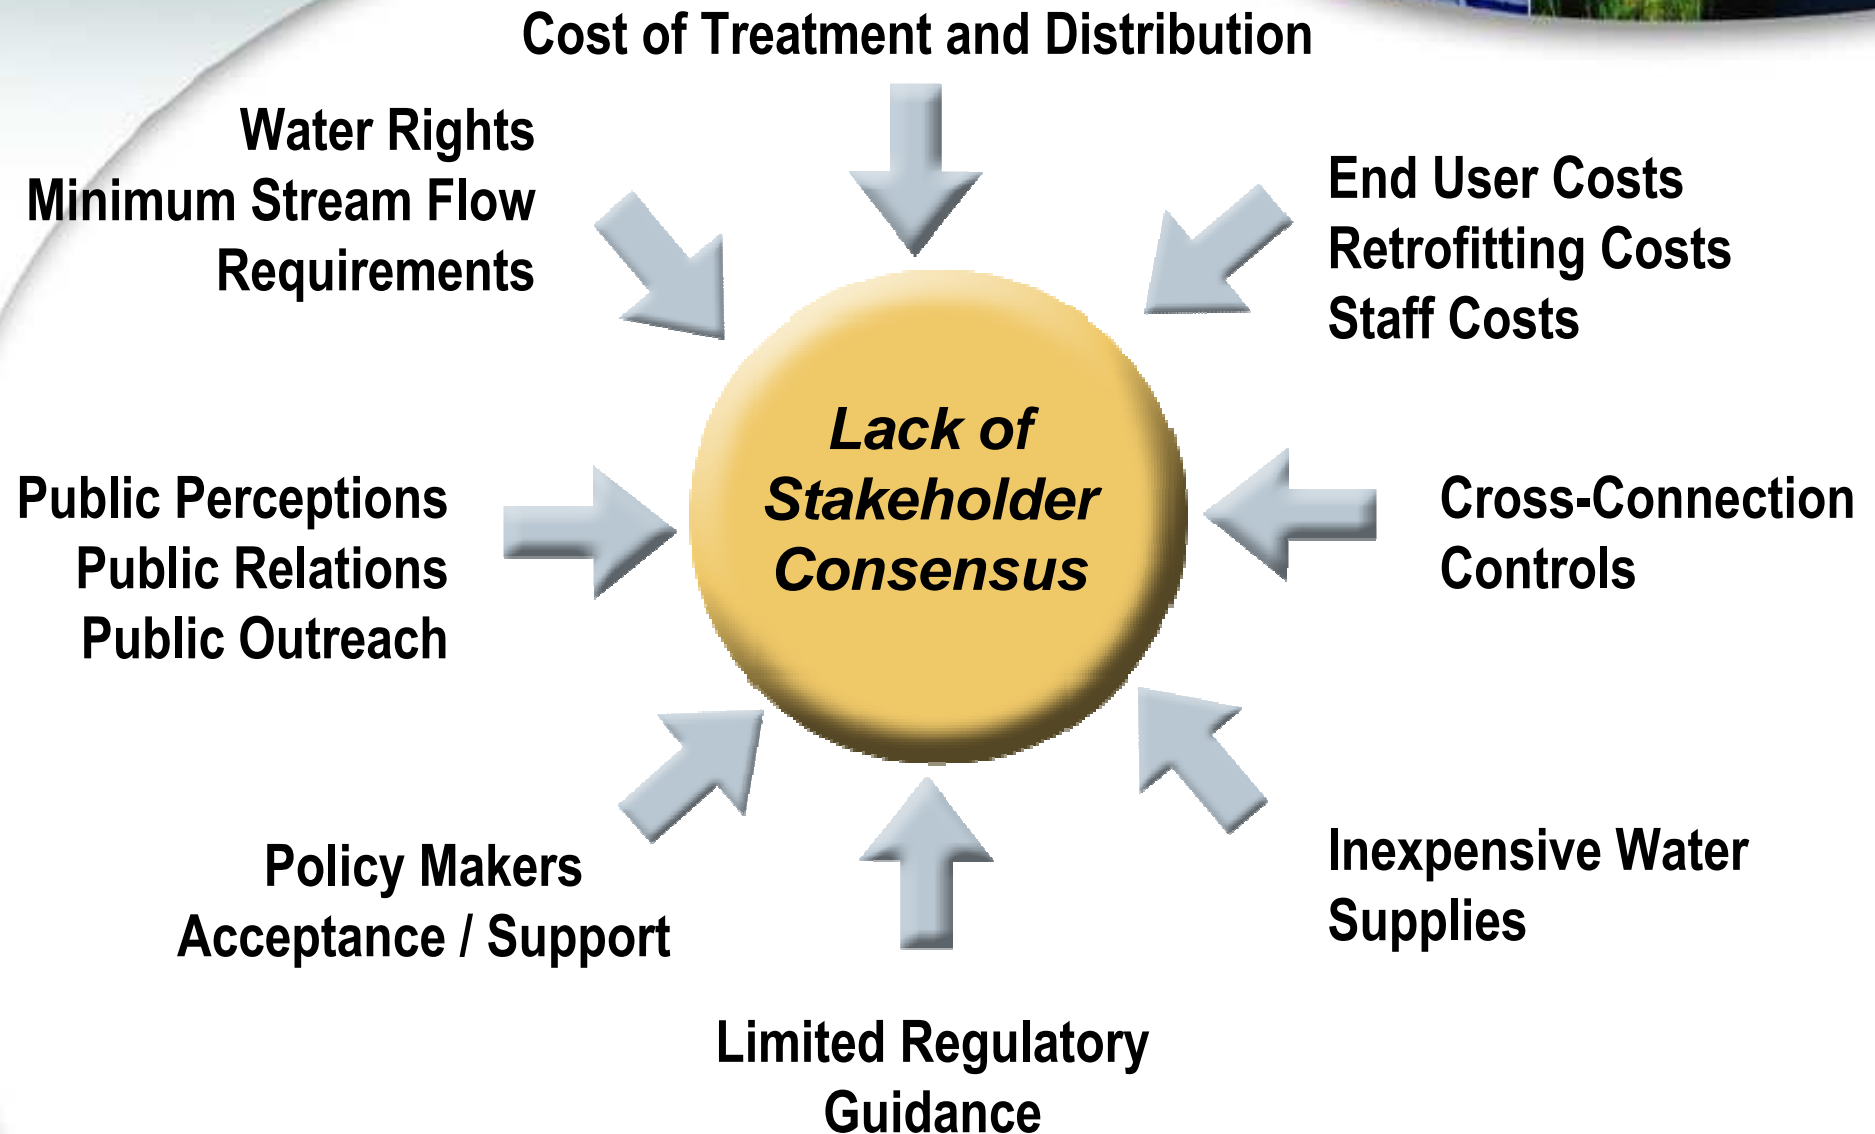 Cost of Treatment and Distribution
Water Rights
Minimum Stream Flow
Requirements
End User Costs
Retrofitting Costs
Staff Costs
Lack of
Stakeholder
Consensus
Public Perceptions
Public Relations
Public Outreach
Cross-Connection
Controls
Policy Makers
Acceptance / Support
Inexpensive Water
Supplies
Limited Regulatory
Guidance